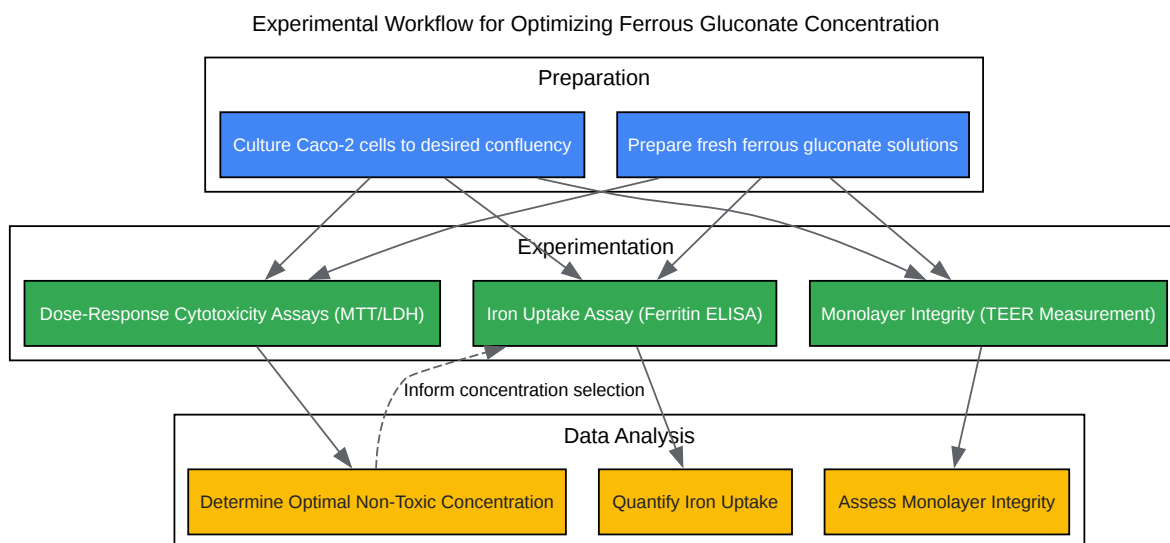 Experimental Workflow for Optimizing Ferrous Gluconate Concentration
Preparation
Culture Caco-2 cells to desired confluency
Prepare fresh ferrous gluconate solutions
Experimentation
Dose-Response Cytotoxicity Assays (MTT/LDH)
Iron Uptake Assay (Ferritin ELISA)
Monolayer Integrity (TEER Measurement)
Inform concentration selection
Data Analysis
Determine Optimal Non-Toxic Concentration
Quantify Iron Uptake
Assess Monolayer Integrity